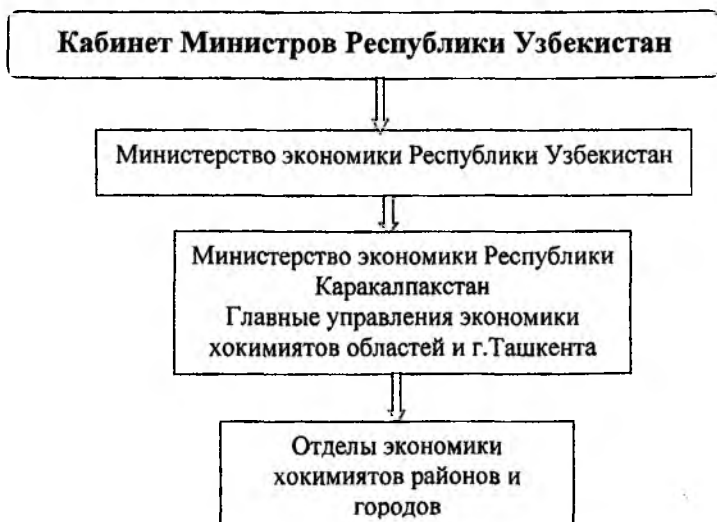 Кабинет Министров Республики Узбекистан
Министерство экономики Республики Узбекистан
Министерство экономики Республики
Каракалпакстан
Главные управления экономики
хокимиятов областей и г.Ташкента
Отделы экономики
хокимиятов районов и
городов